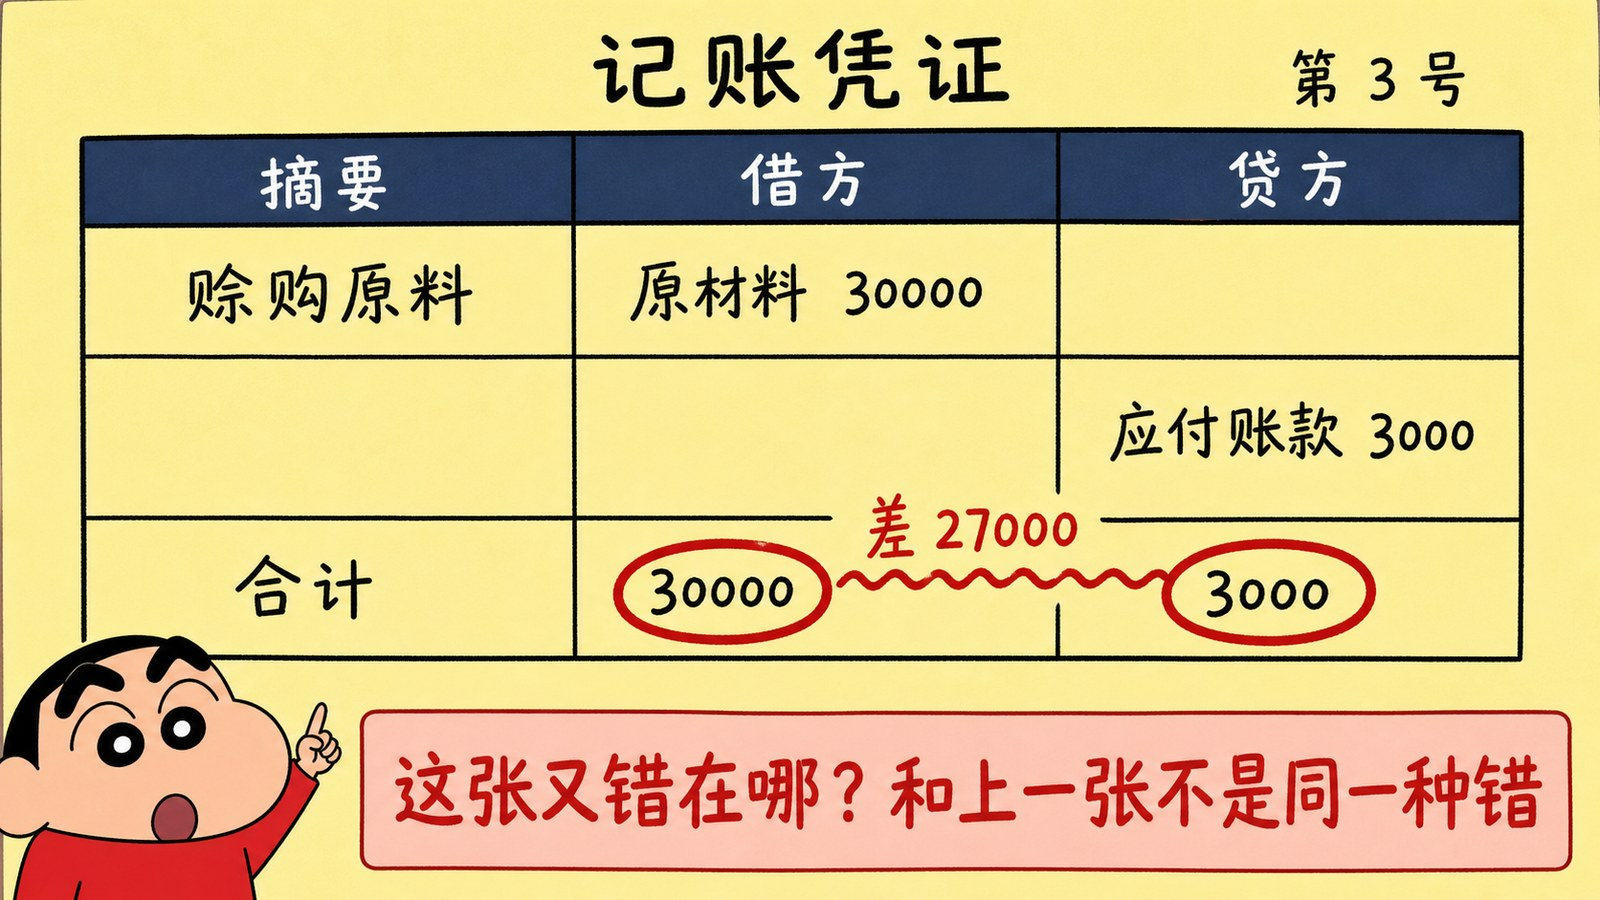 记账凭证
第 3 号
摘要 借方 贷方
赊购原料 原材料 30000
应付账款 3000
差 27000
合计 30000 3000
这张又错在哪？和上一张不是同一种错